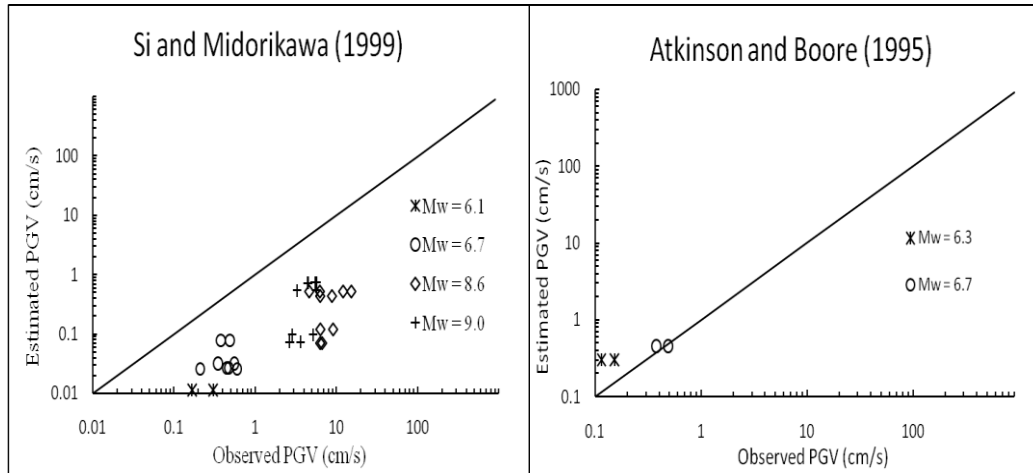 Si and Midorikawa (1999)
Estimated PGV (cm/s)
100
10
1
0.1
0.01
0.01
0.1
1
10
100
Observed PGV (cm/s)
Mw = 6.1
Mw = 6.7
Mw = 8.6
Mw = 9.0
Atkinson and Boore (1995)
Estimated PGV (cm/s)
1000
100
10
1
0.1
0.1
1
10
100
Observed PGV (cm/s)
Mw = 6.3
Mw = 6.7